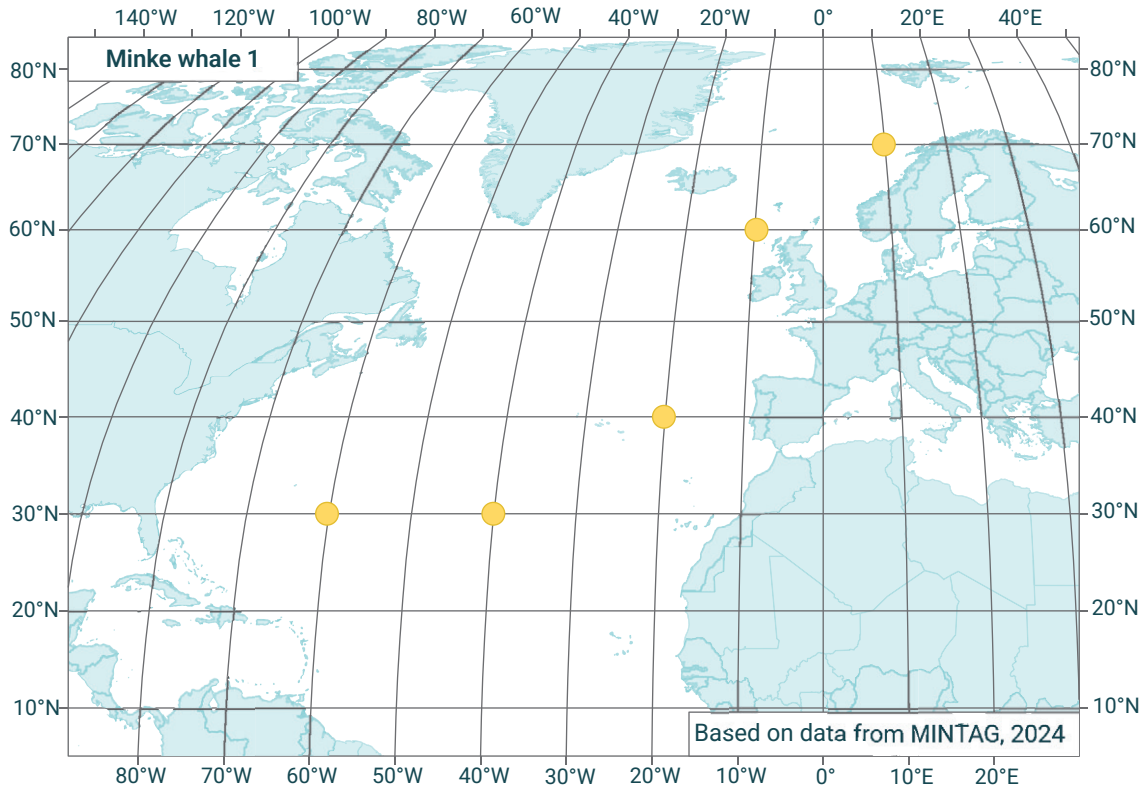 140°W 120°W 100°W 80°W 60°W 40°W 20°W 0° 20°E 40°E
Minke whale 1
80°N 80°N
70°N 70°N
60°N 60°N
50°N 50°N
40°N 40°N
30°N 30°N
20°N 20°N
10°N 10°N
Based on data from MINTAG, 2024
80°W 70°W 60°W 50°W 40°W 30°W 20°W 10°W 0° 10°E 20°E